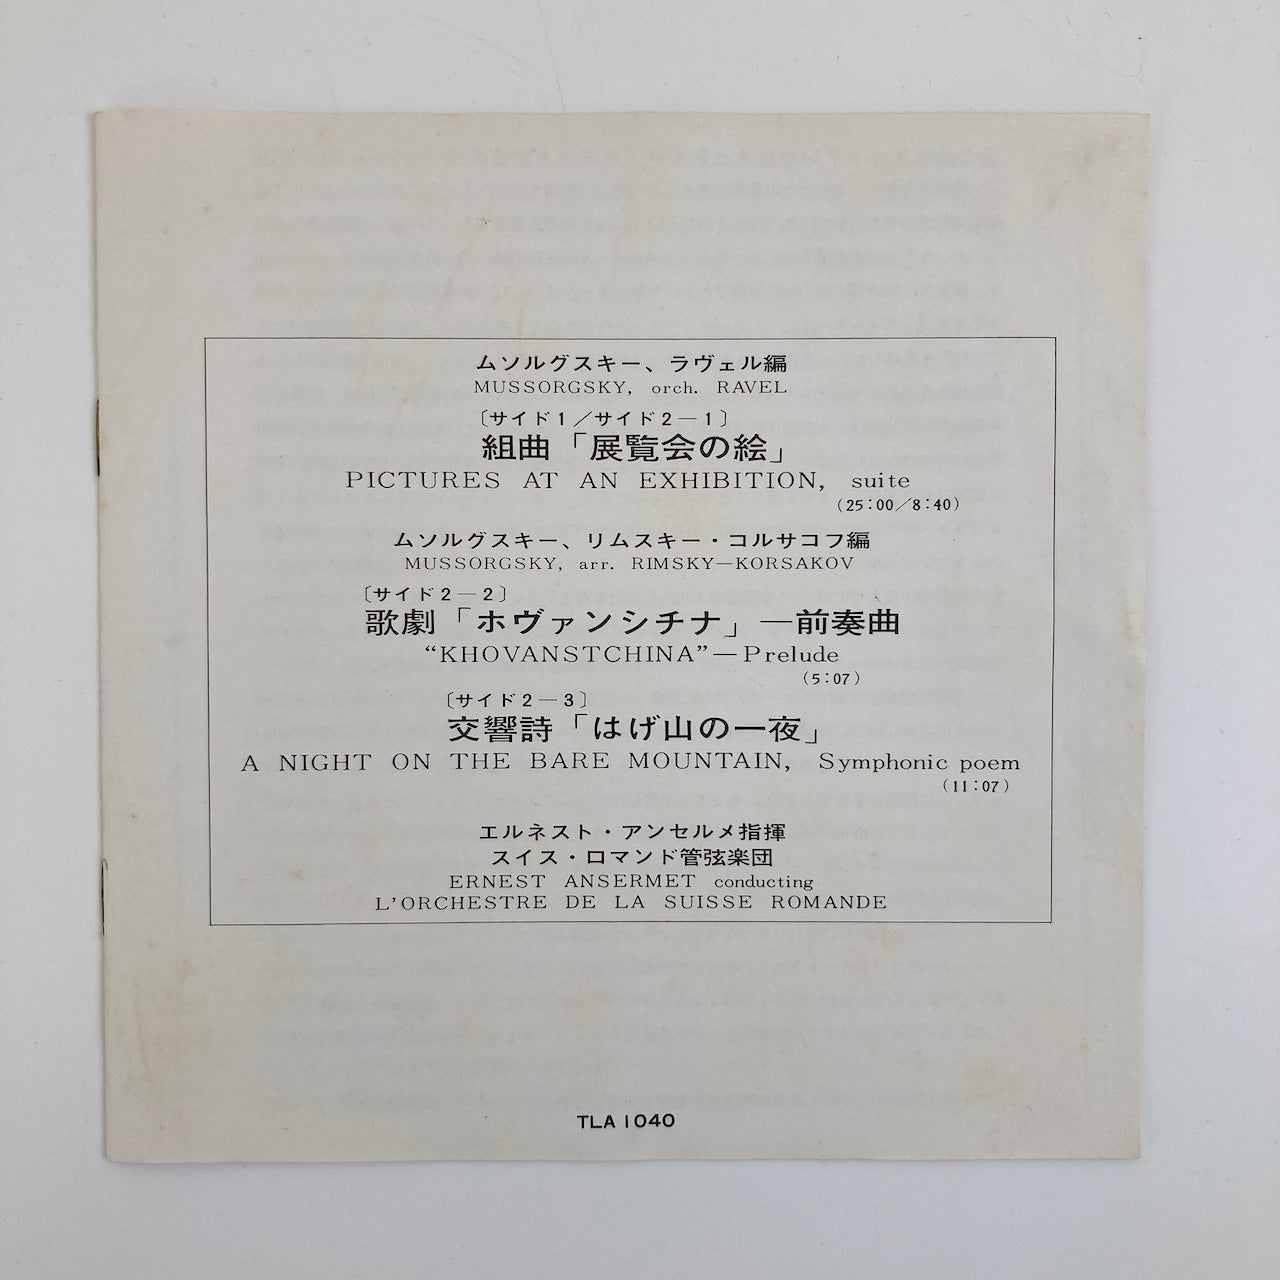 ムソルグスキー、ラヴェル編
MUSSORGSKY, orch. RAVEL
〔サイド1／サイド2—1〕
組曲「展覧会の絵」
PICTURES AT AN EXHIBITION, suite
(25:00／8:40)
ムソルグスキー、リムスキー・コルサコフ編
MUSSORGSKY, arr. RIMSKY—KORSAKOV
〔サイド2—2〕
歌劇「ホヴァンシチナ」—前奏曲
“KHOVANSTCHINA”—Prelude
(5:07)
〔サイド2—3〕
交響詩「はげ山の一夜」
A NIGHT ON THE BARE MOUNTAIN, Symphonic poem
(11:07)
エルネスト・アンセルメ指揮
スイス・ロマンド管弦楽団
ERNEST ANSERMET conducting
L’ORCHESTRE DE LA SUISSE ROMANDE
TLA 1040